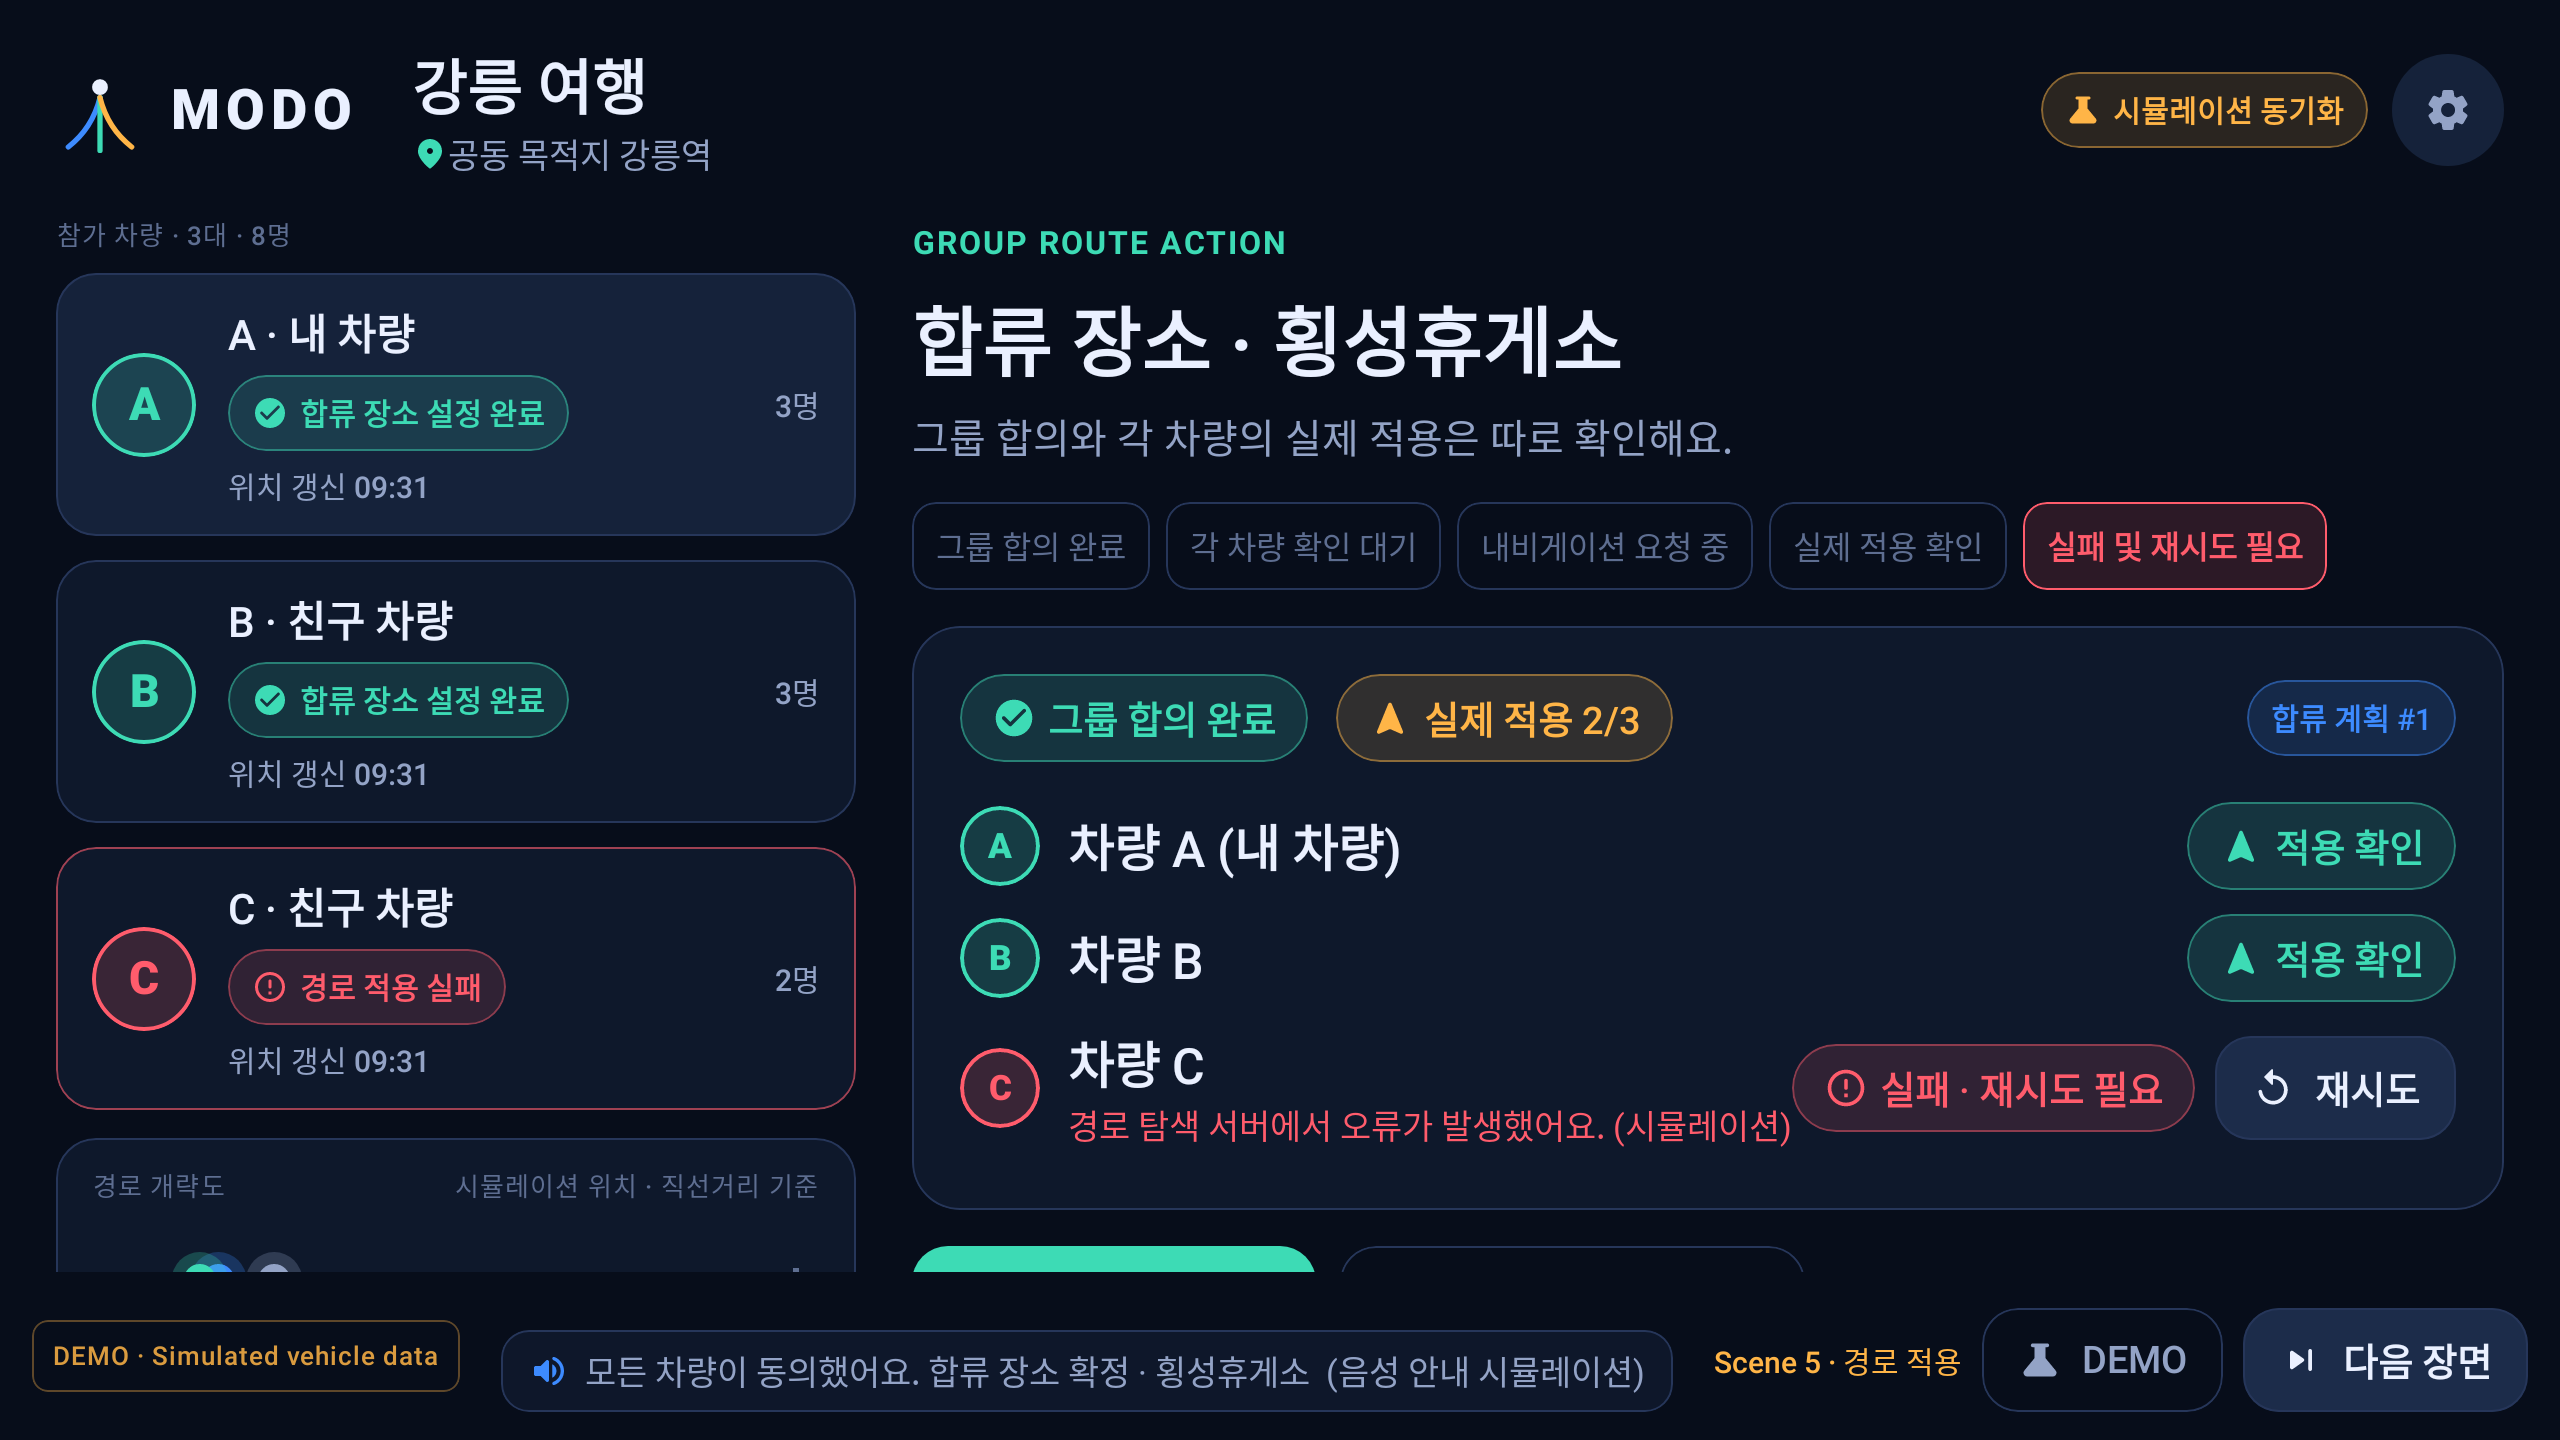 MODO
강릉 여행
공동 목적지 강릉역
시뮬레이션 동기화
참가 차량 · 3대 · 8명
A
A · 내 차량
합류 장소 설정 완료
위치 갱신 09:31
3명
B
B · 친구 차량
합류 장소 설정 완료
위치 갱신 09:31
3명
C
C · 친구 차량
경로 적용 실패
위치 갱신 09:31
2명
경로 개략도
시뮬레이션 위치 · 직선거리 기준
GROUP ROUTE ACTION
합류 장소 · 횡성휴게소
그룹 합의와 각 차량의 실제 적용은 따로 확인해요.
그룹 합의 완료
각 차량 확인 대기
내비게이션 요청 중
실제 적용 확인
실패 및 재시도 필요
그룹 합의 완료
실제 적용 2/3
합류 계획 #1
A
차량 A (내 차량)
적용 확인
B
차량 B
적용 확인
C
차량 C
경로 탐색 서버에서 오류가 발생했어요. (시뮬레이션)
실패 · 재시도 필요
재시도
DEMO · Simulated vehicle data
모든 차량이 동의했어요. 합류 장소 확정 · 횡성휴게소 (음성 안내 시뮬레이션)
Scene 5 · 경로 적용
DEMO
다음 장면